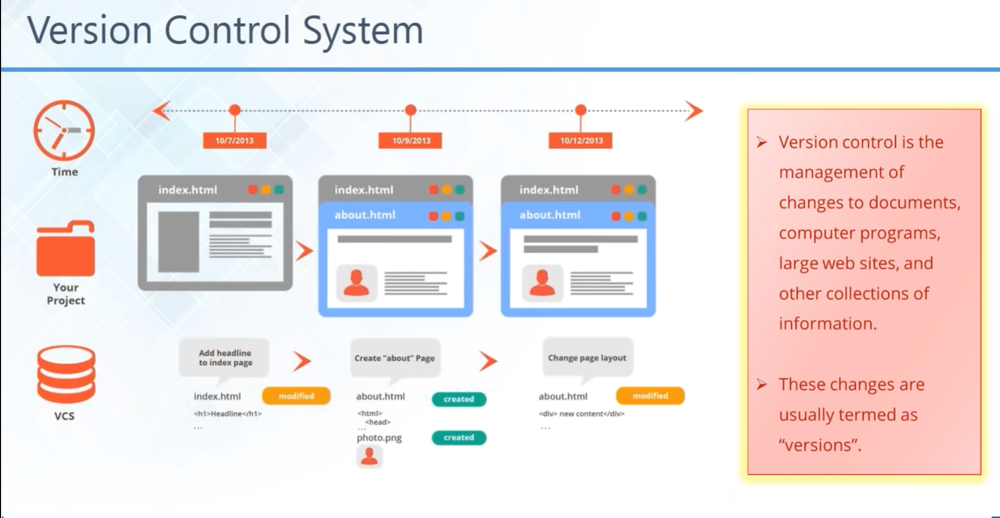 Version Control System
Time
10/7/2013
10/9/2013
10/12/2013
Your
Project
index.html
index.html
about.html
index.html
about.html
VCS
Add headline
to index page
index.html
modified
<h1>Headline</h1>
...
Create “about” Page
about.html
created
<html>
<head>
...
photo.png
created
Change page layout
about.html
modified
<div> new content</div>
...
Version control is the
management of
changes to documents,
computer programs,
large web sites, and
other collections of
information.
These changes are
usually termed as
“versions”.